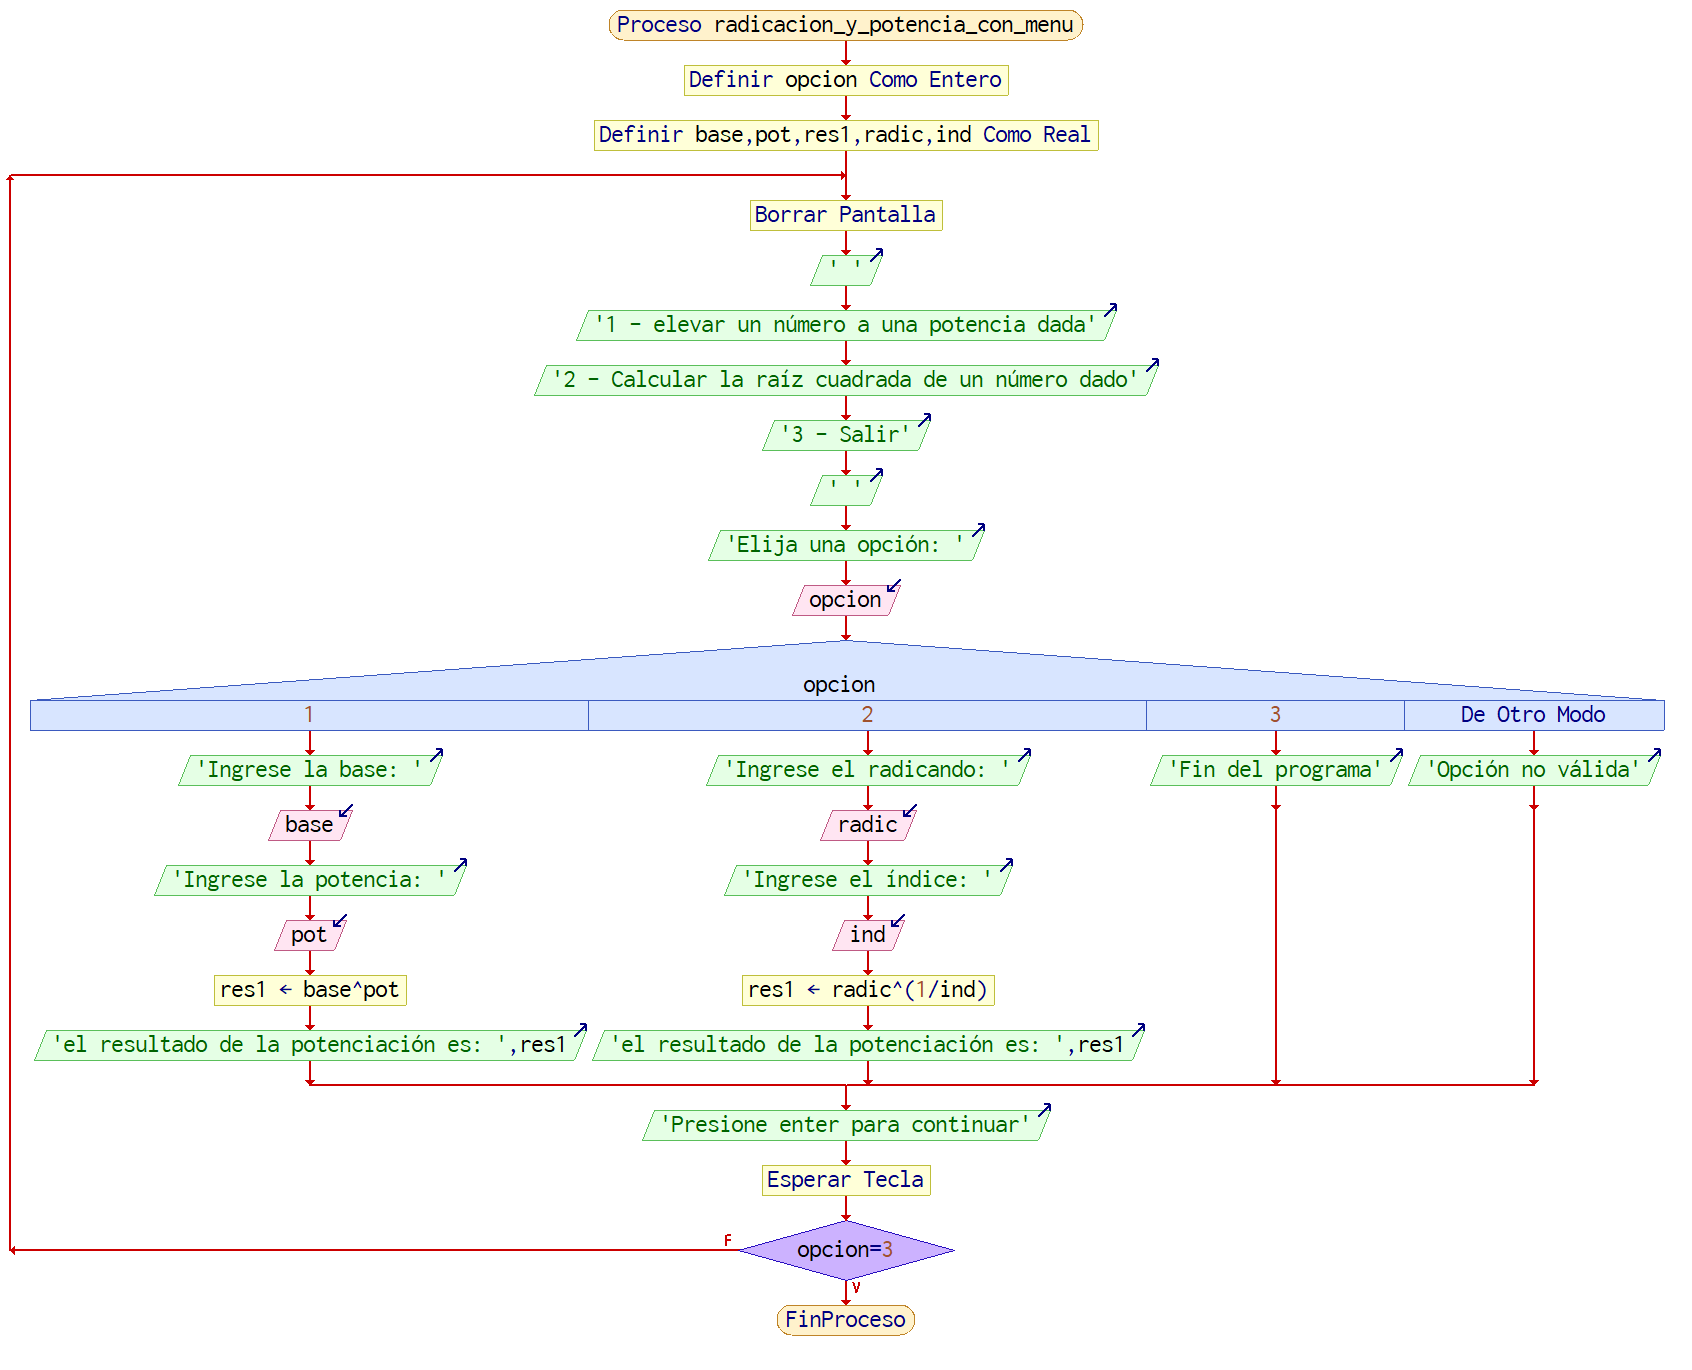 Proceso radicacion_y_potencia_con_menu
Definir opcion Como Entero
Definir base,pot,res1,radic,ind Como Real
Borrar Pantalla
' '
'1 - elevar un número a una potencia dada'
'2 - Calcular la raíz cuadrada de un número dado'
'3 - Salir'
' '
'Elija una opción: '
opcion
opcion
1
2
3
De Otro Modo
'Ingrese la base: '
base
'Ingrese la potencia: '
pot
res1 ← base^pot
'el resultado de la potenciación es: ',res1
'Ingrese el radicando: '
radic
'Ingrese el índice: '
ind
res1 ← radic^(1/ind)
'el resultado de la potenciación es: ',res1
'Fin del programa'
'Opción no válida'
'Presione enter para continuar'
Esperar Tecla
opcion=3
F
V
FinProceso